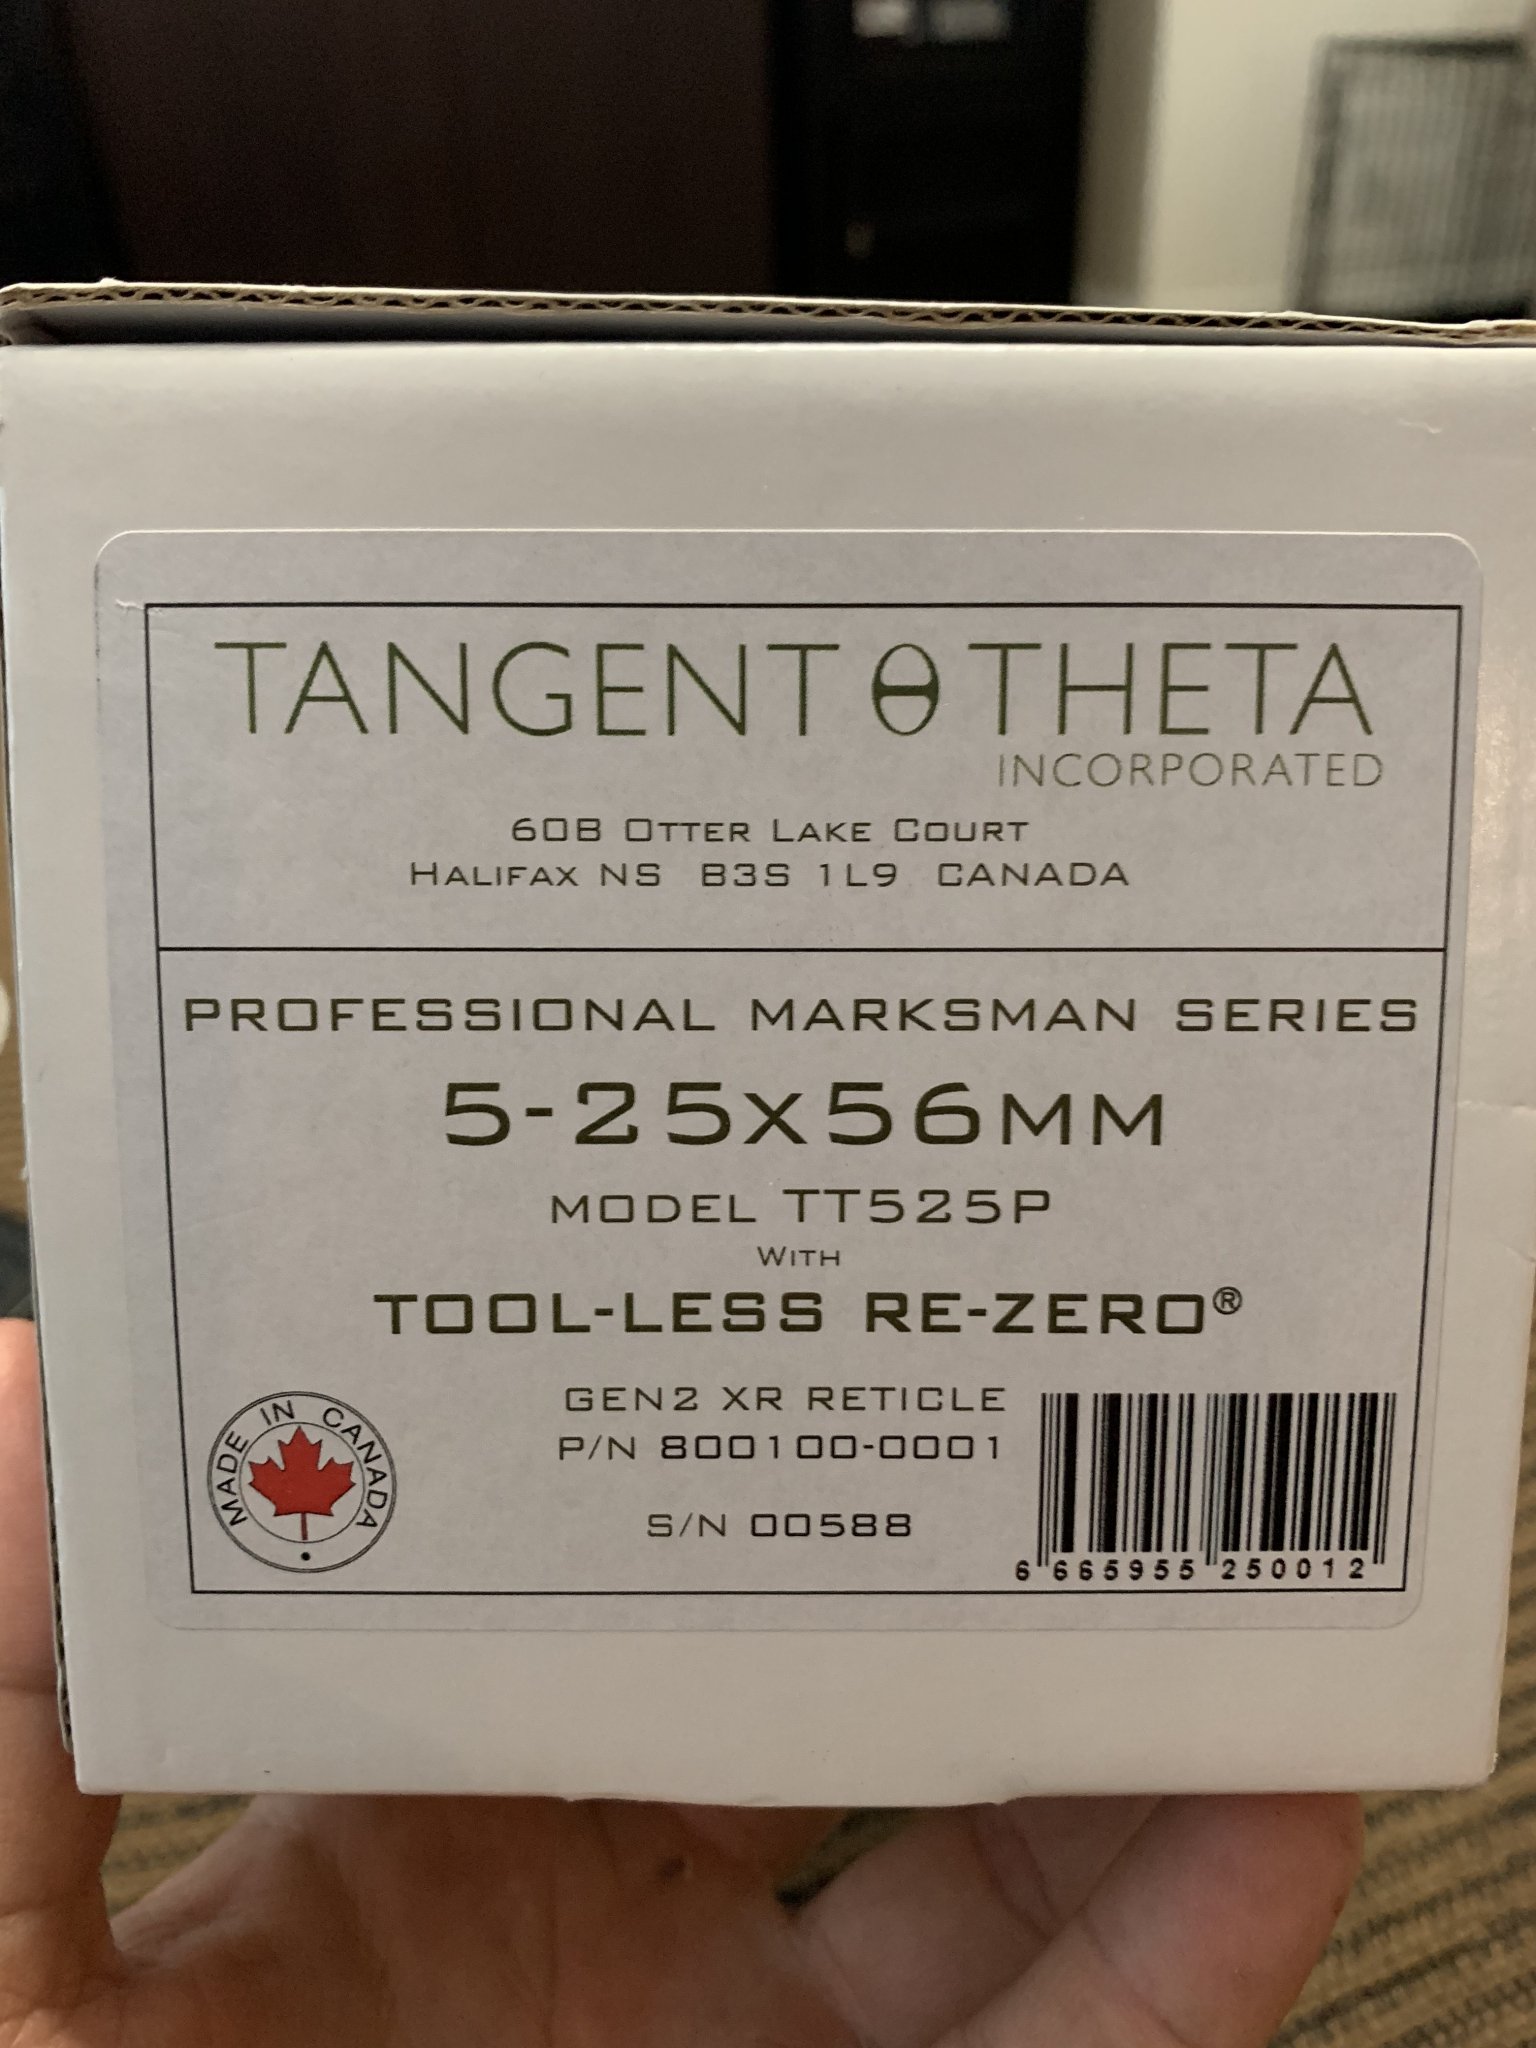 TANGENT θ THETA
INCORPORATED
60B OTTER LAKE COURT
HALIFAX NS B3S 1L9 CANADA
PROFESSIONAL MARKSMAN SERIES
5-25x56MM
MODEL TT525P
WITH
TOOL-LESS RE-ZERO®
GEN2 XR RETICLE
P/N 800100-0001
S/N 00588
MADE IN CANADA
6 665955 250012